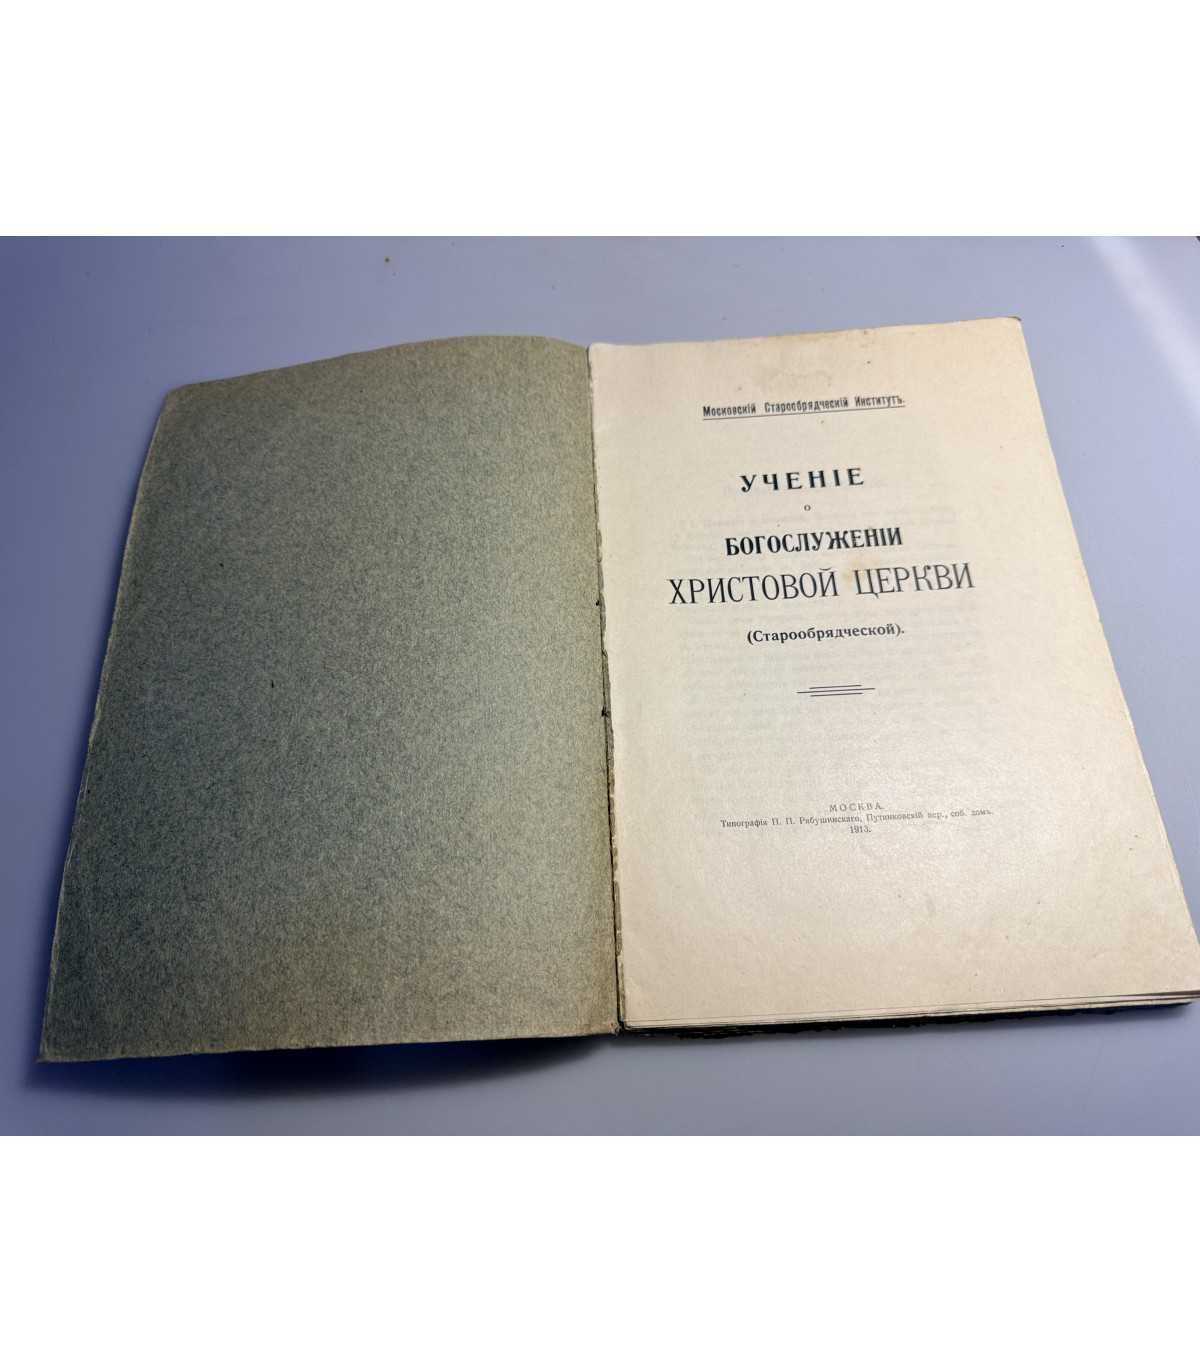 Московскій Старообрядческій Институтъ.
УЧЕНІЕ
о
БОГОСЛУЖЕНІИ
ХРИСТОВОЙ ЦЕРКВИ
(Старообрядческой).
МОСКВА.
Типографія П. П. Рябушинскаго, Путинковскій пер., соб. домъ.
1913.